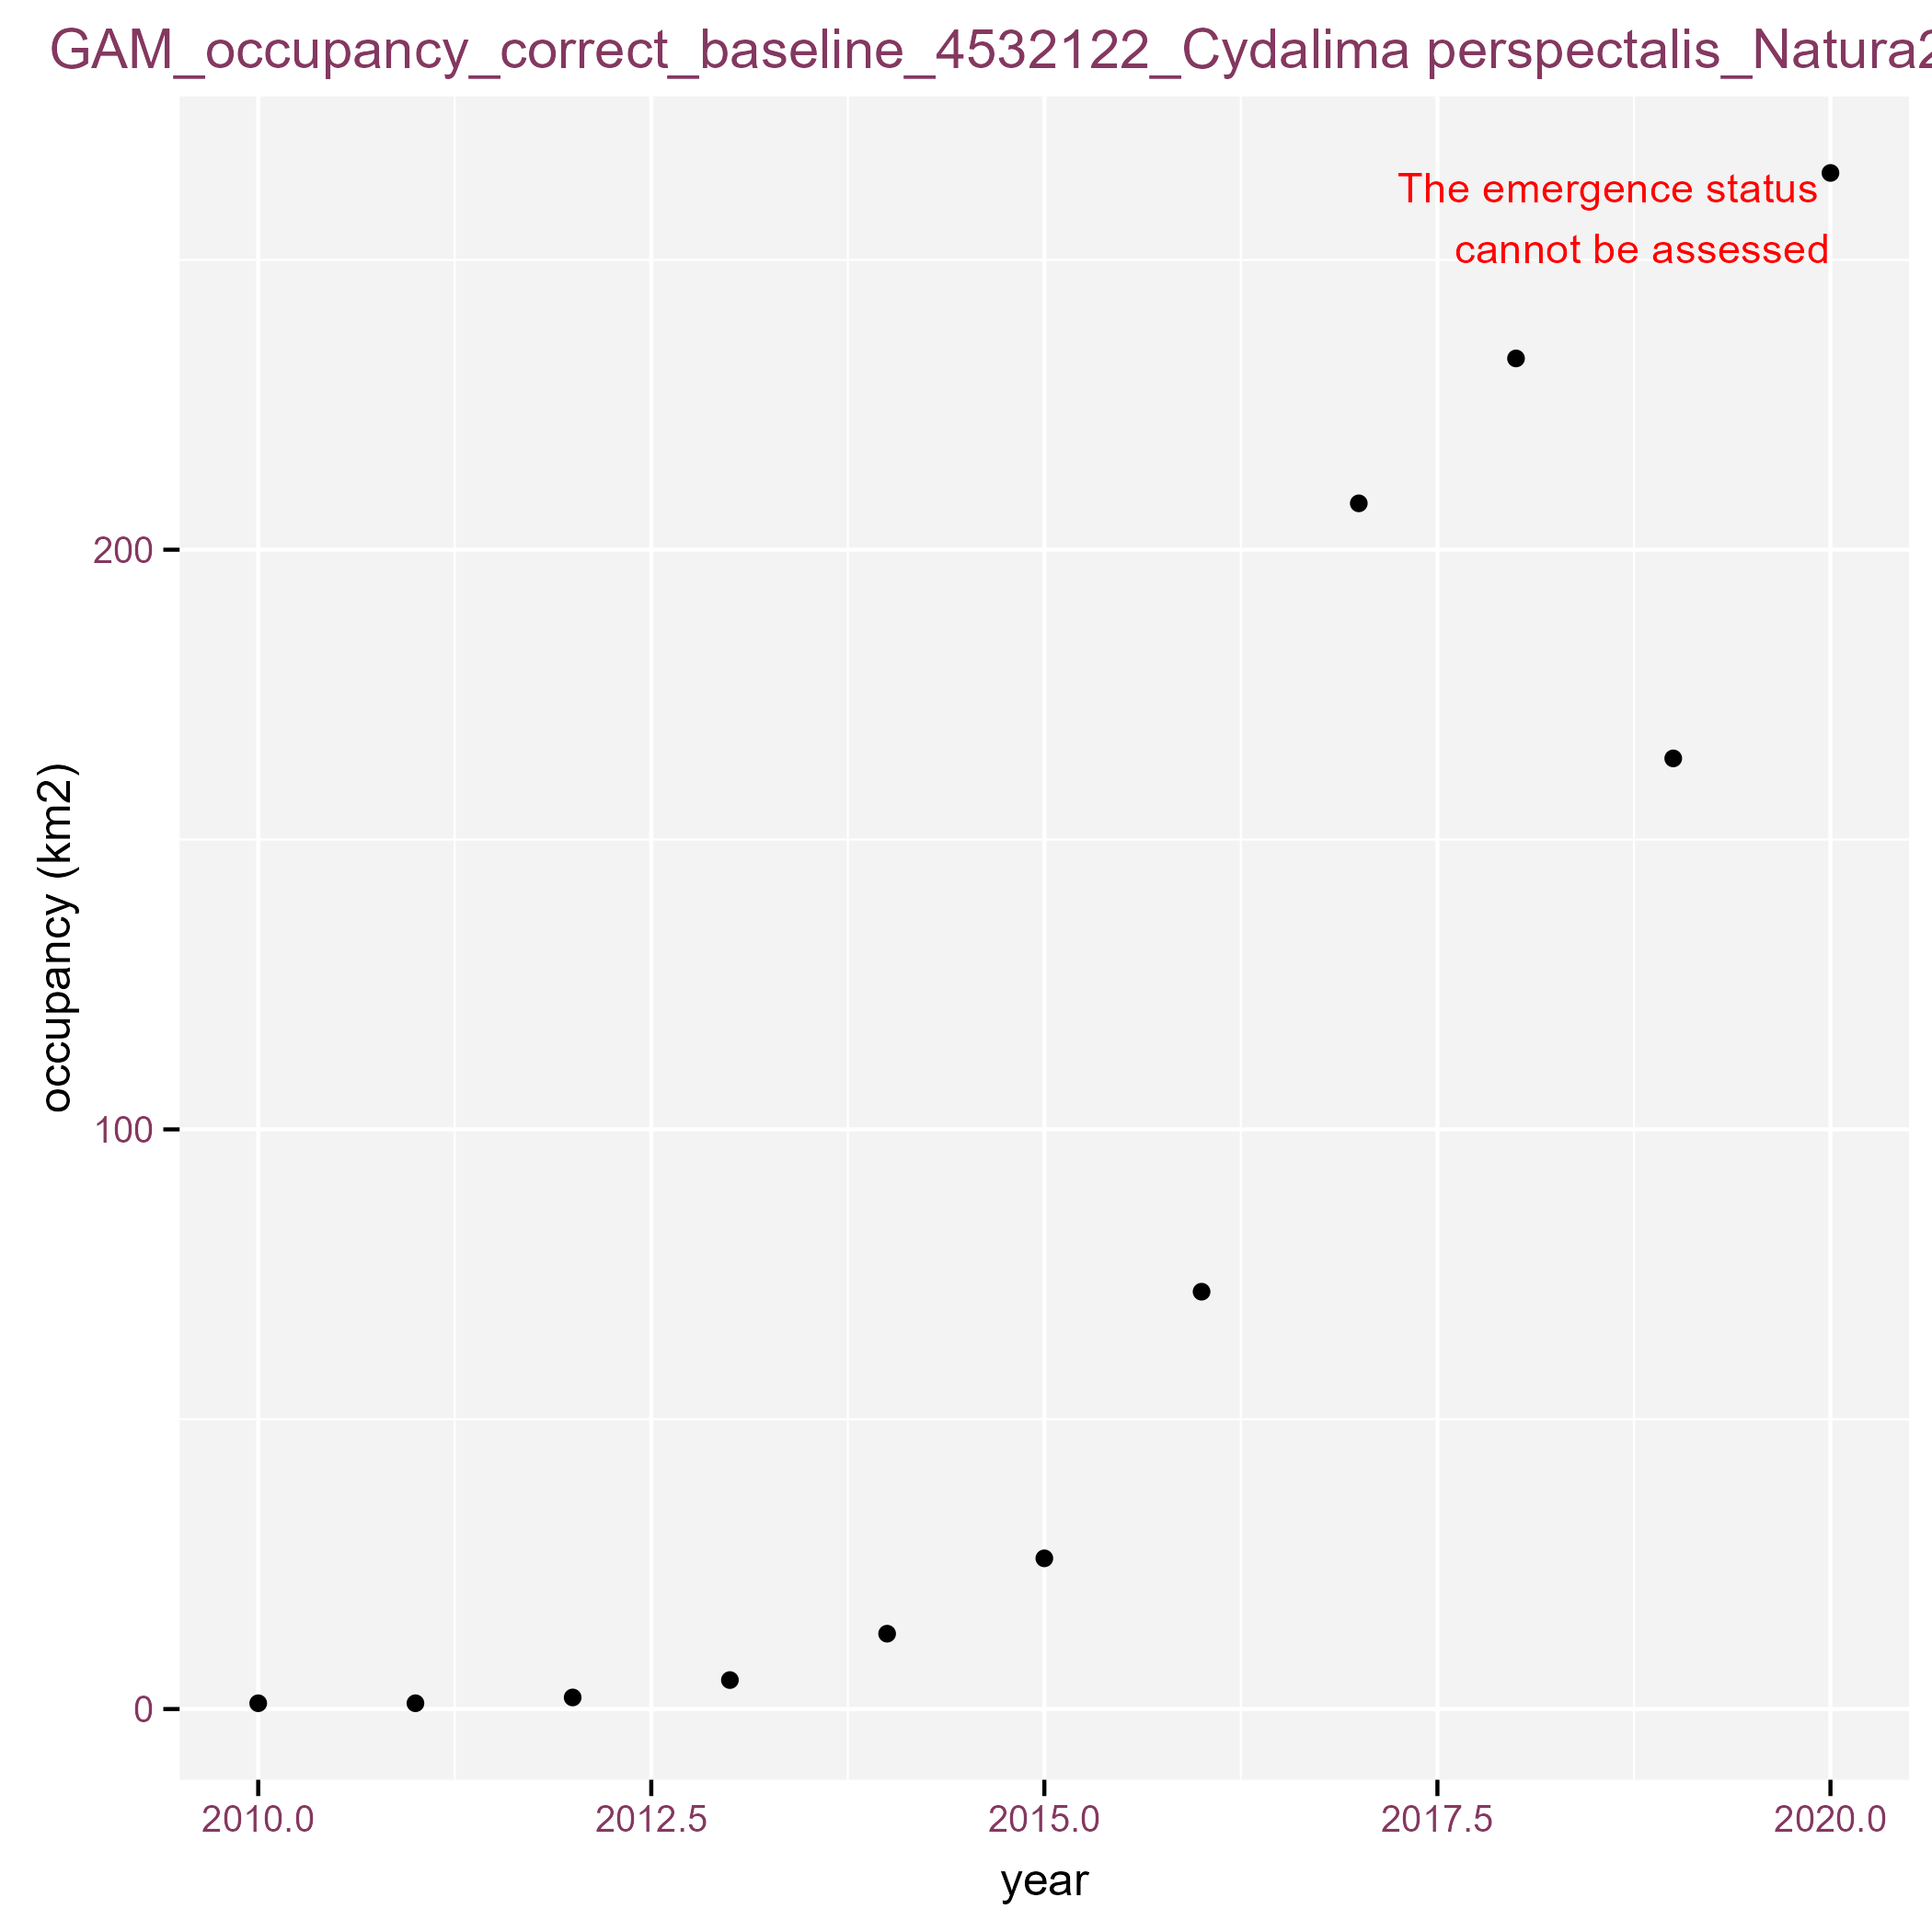 GAM_occupancy_correct_baseline_4532122_Cydalima perspectalis_Natura2
The emergence status
cannot be assessed
200
100
0
occupancy (km2)
2010.0 2012.5 2015.0 2017.5 2020.0
year